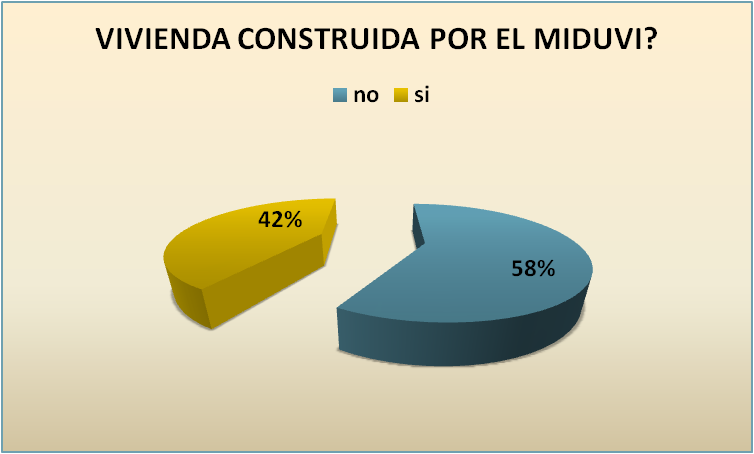 VIVIENDA CONSTRUIDA POR EL MIDUVI?
no si
42%
58%